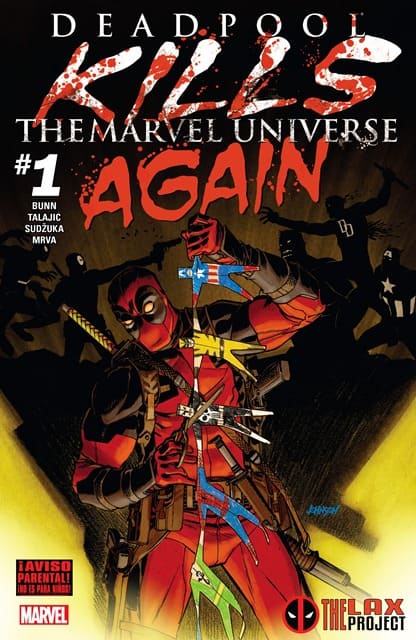 DEADPOOL
KILLS
THE MARVEL UNIVERSE
AGAIN
#1
BUNN
TALAJIC
SUDŽUKA
MRVA
JOHNSON
¡AVISO
PARENTAL!
¡NO ES PARA NIÑOS!
MARVEL
THE LAX
PROJECT